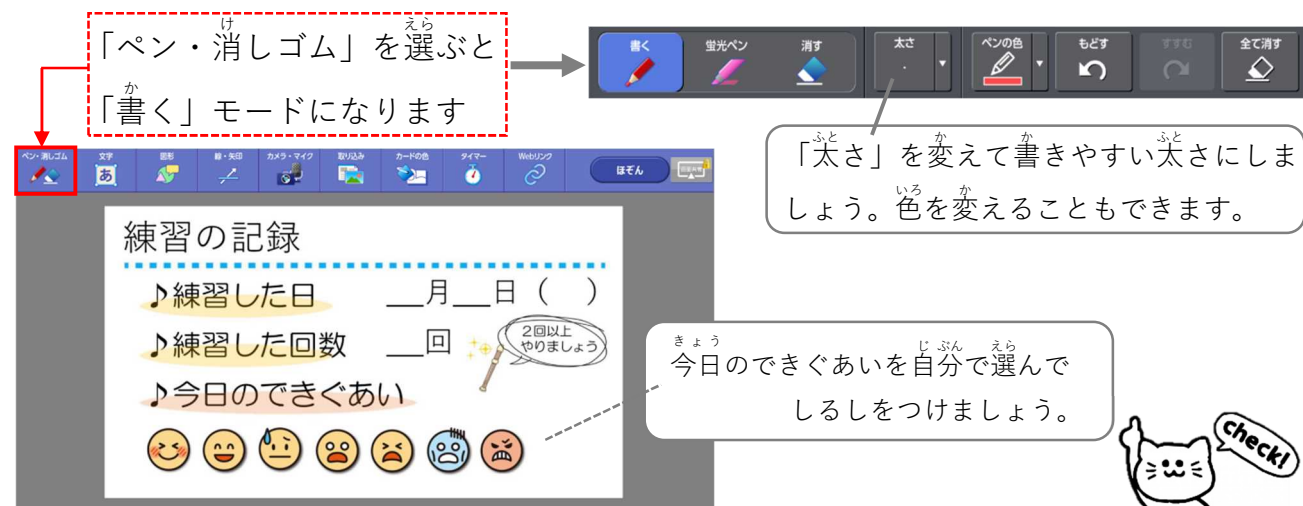 「ペン・消しゴム」を選ぶと
「書く」モードになります
書く 蛍光ペン 消す 太さ ペンの色 もどす すすむ 全て消す
「太さ」を変えて書きやすい太さにしま
しょう。色を変えることもできます。
ペン・消しゴム 文字 図形 線・矢印 カメラ・マイク 取り込み カードの色 タイマー Webリンク ほぞん
あ
練習の記録
♪練習した日 __月__日( )
♪練習した回数 __回
2回以上
やりましょう
♪今日のできぐあい
今日のできぐあいを自分で選んで
しるしをつけましょう。
check!